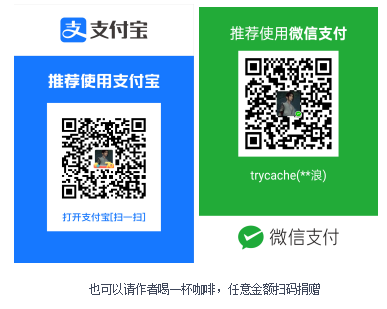 支付宝
推荐使用支付宝
打开支付宝[扫一扫]
推荐使用微信支付
trycache(**浪)
微信支付
也可以请作者喝一杯咖啡，任意金额扫码捐赠